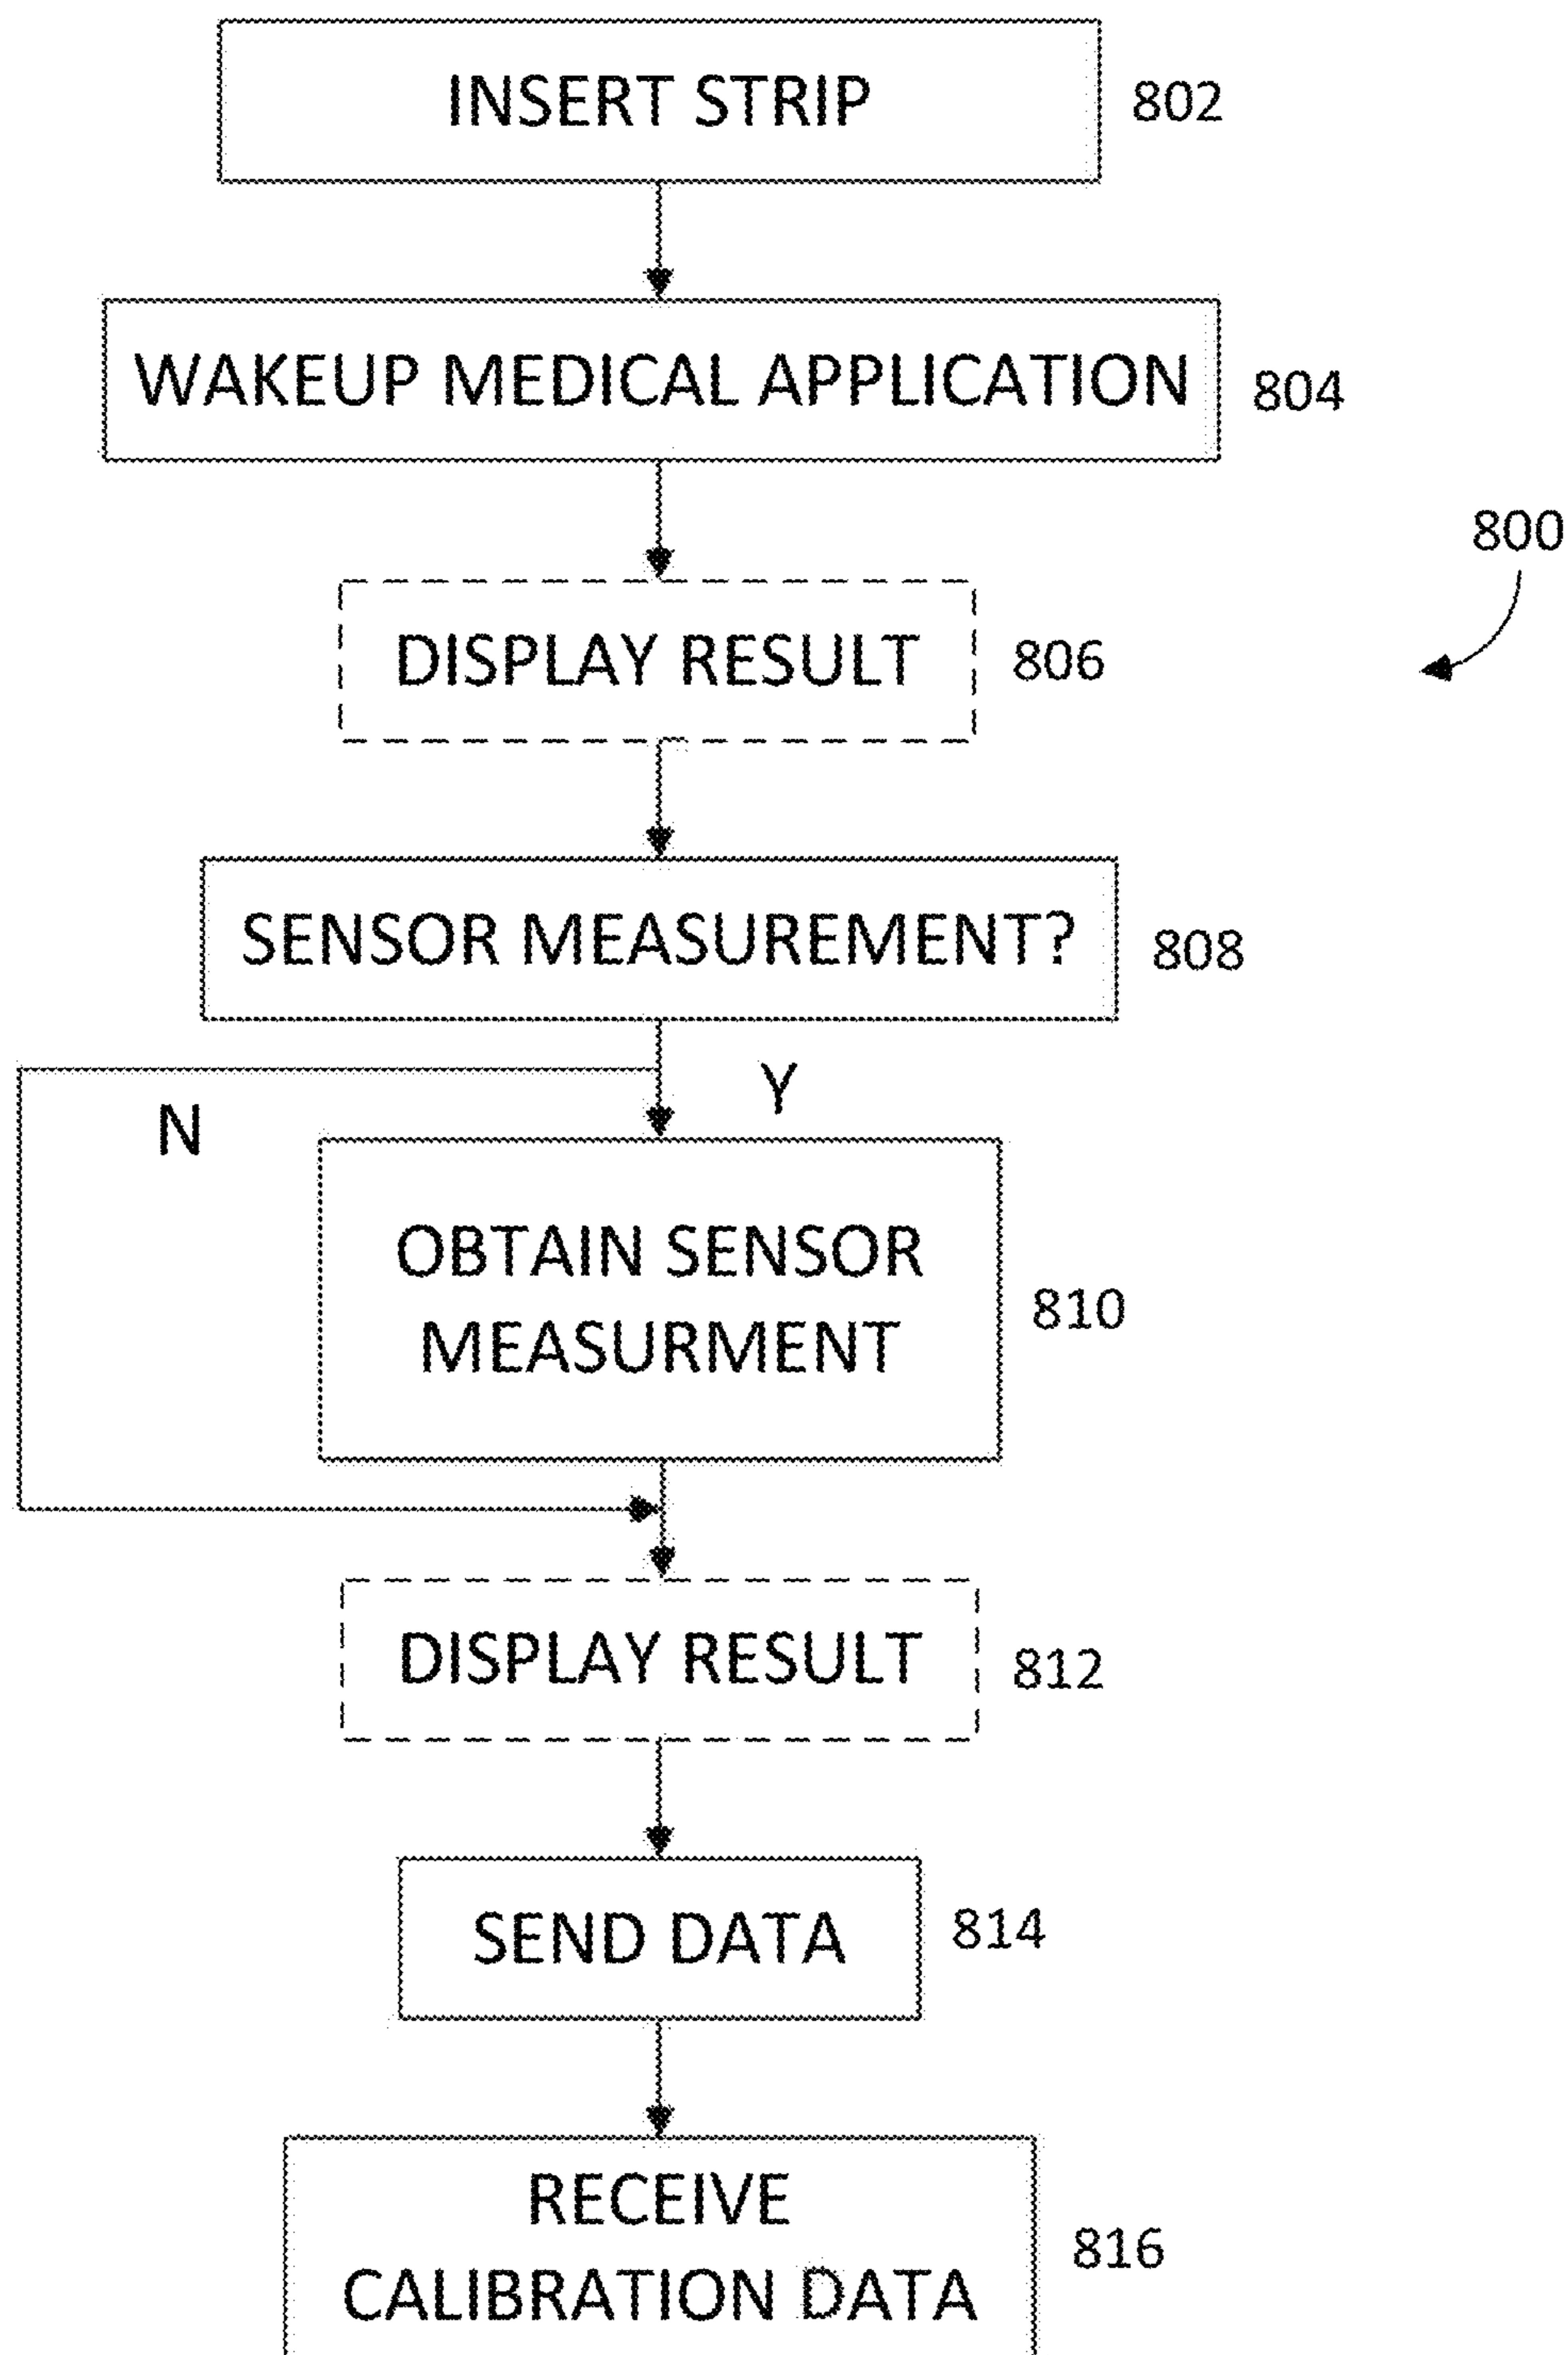 INSERT STRIP
802
WAKEUP MEDICAL APPLICATION
804
800
DISPLAY RESULT
806
SENSOR MEASUREMENT?
808
Y
N
OBTAIN SENSOR
MEASURMENT
810
DISPLAY RESULT
812
SEND DATA
814
RECEIVE
CALIBRATION DATA
816